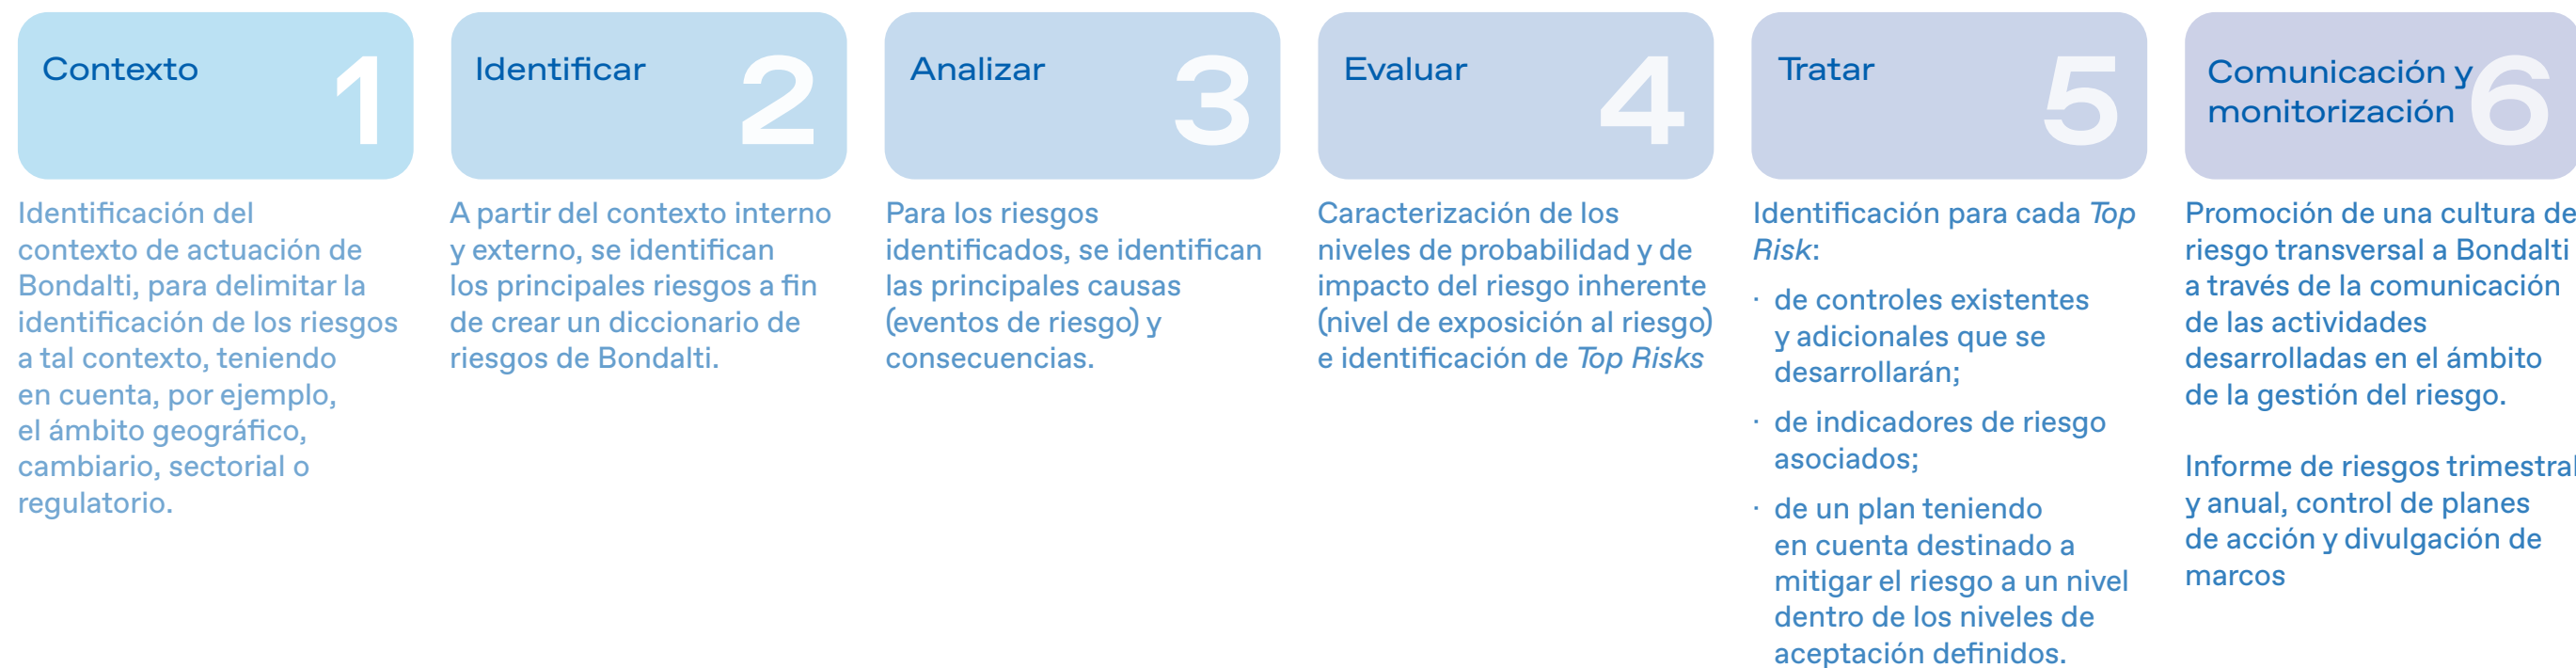 Contexto
1
Identificación del
contexto de actuación de
Bondalti, para delimitar la
identificación de los riesgos
a tal contexto, teniendo
en cuenta, por ejemplo,
el ámbito geográfico,
cambiario, sectorial o
regulatorio.
Identificar
2
A partir del contexto interno
y externo, se identifican
los principales riesgos a fin
de crear un diccionario de
riesgos de Bondalti.
Analizar
3
Para los riesgos
identificados, se identifican
las principales causas
(eventos de riesgo) y
consecuencias.
Evaluar
4
Caracterización de los
niveles de probabilidad y de
impacto del riesgo inherente
(nivel de exposición al riesgo)
e identificación de Top Risks
Tratar
5
Identificación para cada Top
Risk:
· de controles existentes
y adicionales que se
desarrollarán;
· de indicadores de riesgo
asociados;
· de un plan teniendo
en cuenta destinado a
mitigar el riesgo a un nivel
dentro de los niveles de
aceptación definidos.
Comunicación y
monitorización
6
Promoción de una cultura de
riesgo transversal a Bondalti
a través de la comunicación
de las actividades
desarrolladas en el ámbito
de la gestión del riesgo.
Informe de riesgos trimestral
y anual, control de planes
de acción y divulgación de
marcos